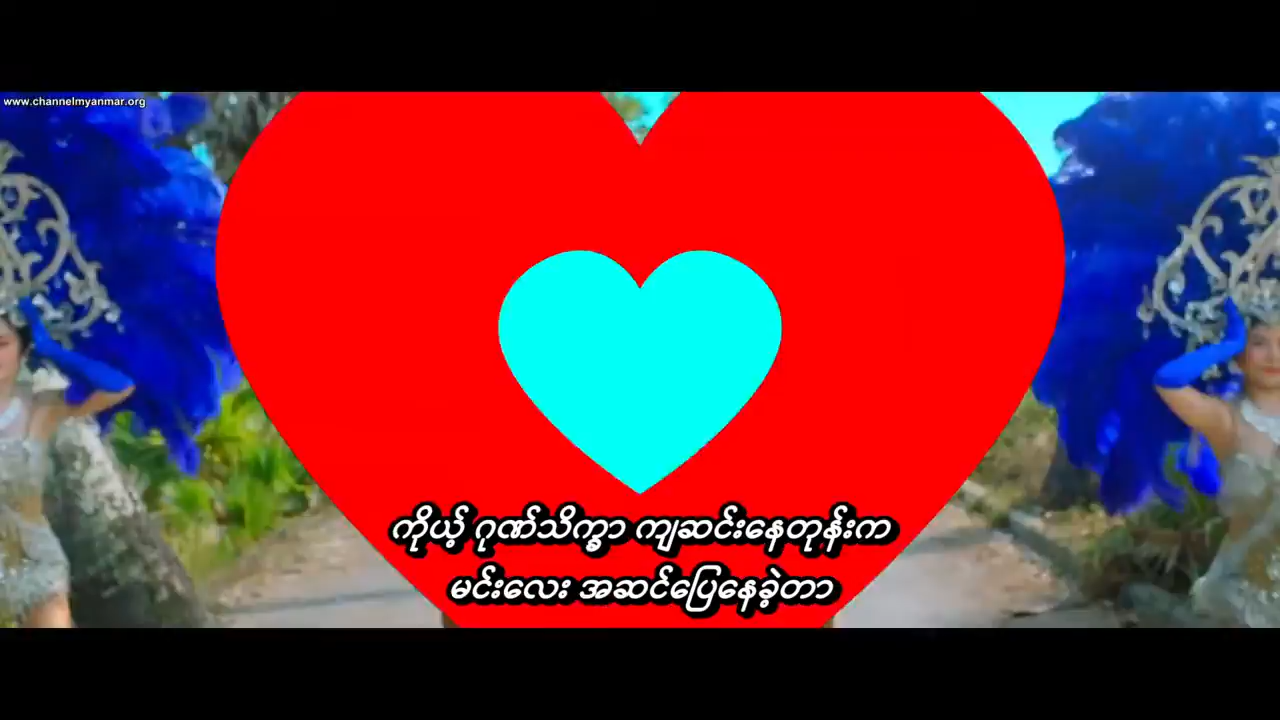 www.channelmyanmar.org
ကိုယ့် ဂုဏ်သိက္ခာ ကျဆင်းနေတုန်းက
မင်းလေး အဆင်ပြေနေခဲ့တာ